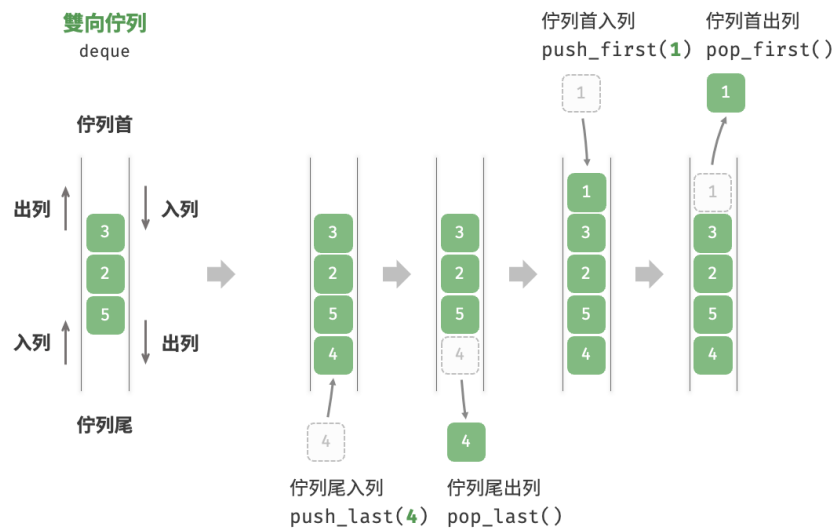 雙向佇列
deque
佇列首
出列
入列
3
2
5
入列
出列
佇列尾
3
2
5
4
4
佇列尾入列
push_last(4)
3
2
5
4
4
佇列尾出列
pop_last()
佇列首入列
push_first(1)
1
1
3
2
5
4
佇列首出列
pop_first()
1
1
3
2
5
4